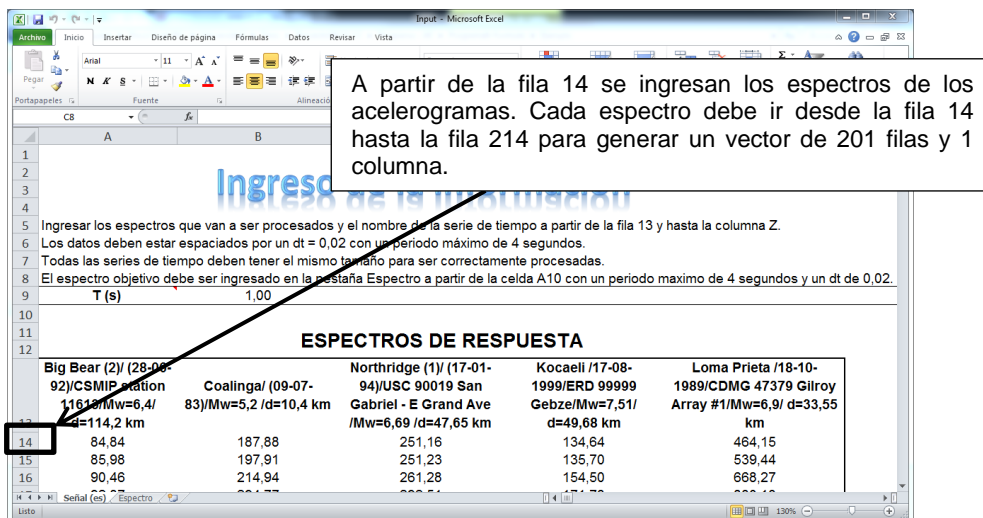 Input - Microsoft Excel
Archivo Inicio Insertar Diseño de página Fórmulas Datos Revisar Vista
Arial 11
Pegar
N K S
Portapapeles Fuente Alineació
C8 fx
A partir de la fila 14 se ingresan los espectros de los
acelerogramas. Cada espectro debe ir desde la fila 14
hasta la fila 214 para generar un vector de 201 filas y 1
columna.
A B
1
2
3
Ingreso de la información
4
5 Ingresar los espectros que van a ser procesados y el nombre de la serie de tiempo a partir de la fila 13 y hasta la columna Z.
6 Los datos deben estar espaciados por un dt = 0,02 con un periodo máximo de 4 segundos.
7 Todas las series de tiempo deben tener el mismo tamaño para ser correctamente procesadas.
8 El espectro objetivo debe ser ingresado en la pestaña Espectro a partir de la celda A10 con un periodo maximo de 4 segundos y un dt de 0,02.
9 T (s) 1,00
10
11
ESPECTROS DE RESPUESTA
12
Big Bear (2)/ (28-06-
92)/CSMIP station
11613/Mw=6,4/
d=114,2 km
Coalinga/ (09-07-
83)/Mw=5,2 /d=10,4 km
Northridge (1)/ (17-01-
94)/USC 90019 San
Gabriel - E Grand Ave
/Mw=6,69 /d=47,65 km
Kocaeli /17-08-
1999/ERD 99999
Gebze/Mw=7,51/
d=49,68 km
Loma Prieta /18-10-
1989/CDMG 47379 Gilroy
Array #1/Mw=6,9/ d=33,55
km
13
14 84,84 187,88 251,16 134,64 464,15
15 85,98 197,91 251,23 135,70 539,44
16 90,46 214,94 261,28 154,50 668,27
Señal (es) Espectro
Listo 130%